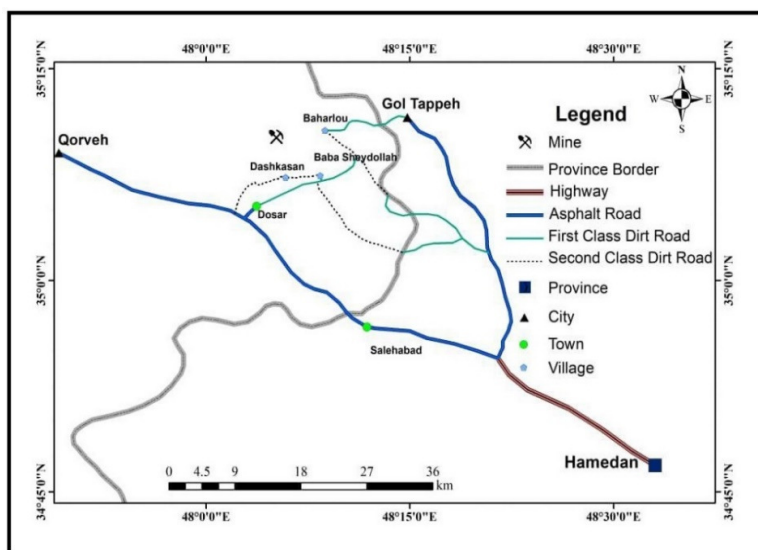 48°0'0"E
48°15'0"E
48°30'0"E
35°15'0"N
35°15'0"N
N
W
E
S
Gol Tappeh
Baharlou
Qorveh
Baba Shaydollah
Dashkasan
Dosar
Legend
Mine
Province Border
Highway
Asphalt Road
First Class Dirt Road
Second Class Dirt Road
Province
City
Town
Village
35°0'0"N
35°0'0"N
Salehabad
Hamedan
0 4.5 9 18 27 36
km
34°45'0"N
34°45'0"N
48°0'0"E
48°15'0"E
48°30'0"E